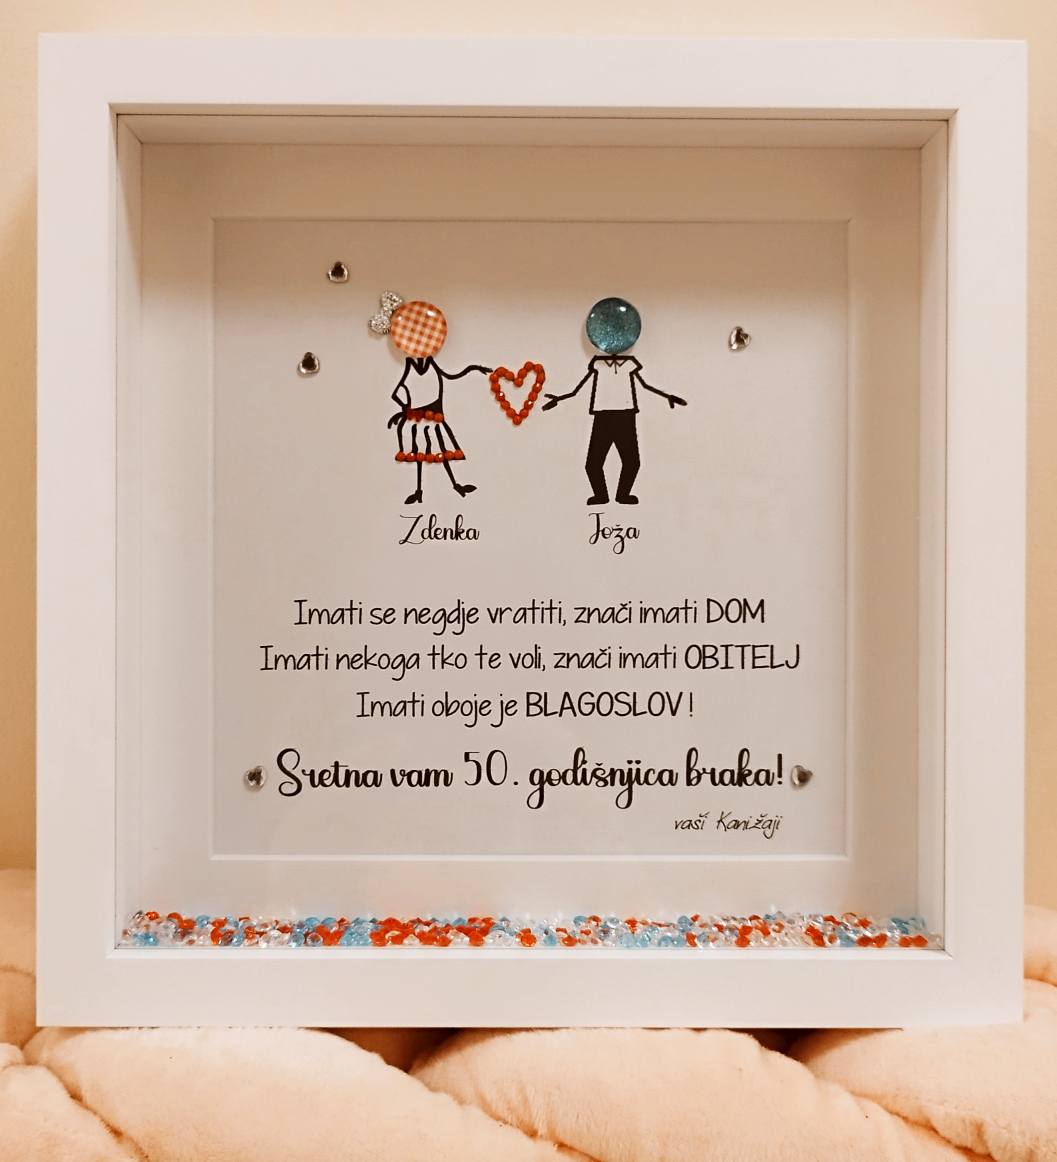 Zdenka
Joža
Imati se negdje vratiti, znači imati DOM
Imati nekoga tko te voli, znači imati OBITELJ
Imati oboje je BLAGOSLOV!
Sretna vam 50. godišnjica braka!
vaši Kanižaji